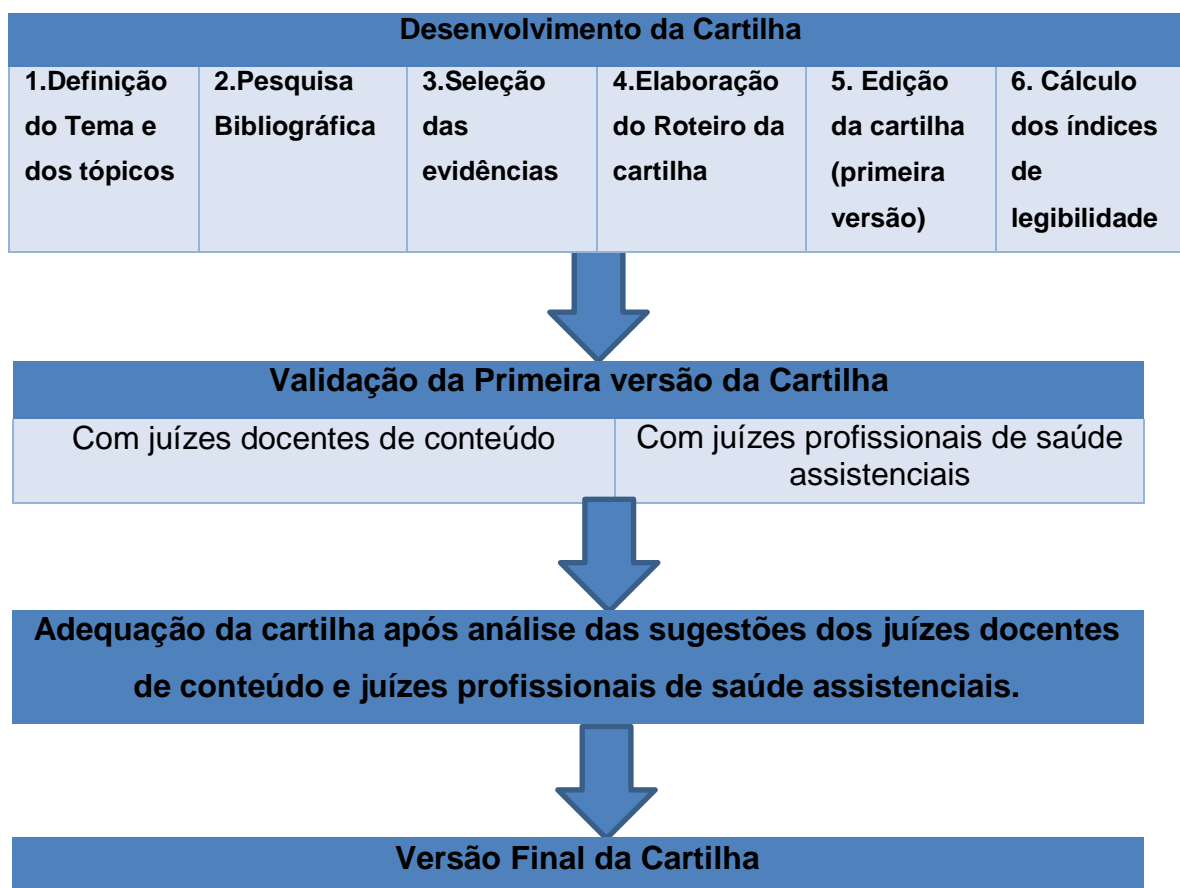 Desenvolvimento da Cartilha
1.Definição
do Tema e
dos tópicos
2.Pesquisa
Bibliográfica
3.Seleção
das
evidências
4.Elaboração
do Roteiro da
cartilha
5. Edição
da cartilha
(primeira
versão)
6. Cálculo
dos índices
de
legibilidade
Validação da Primeira versão da Cartilha
Com juízes docentes de conteúdo
Com juízes profissionais de saúde
assistenciais
Adequação da cartilha após análise das sugestões dos juízes docentes
de conteúdo e juízes profissionais de saúde assistenciais.
Versão Final da Cartilha